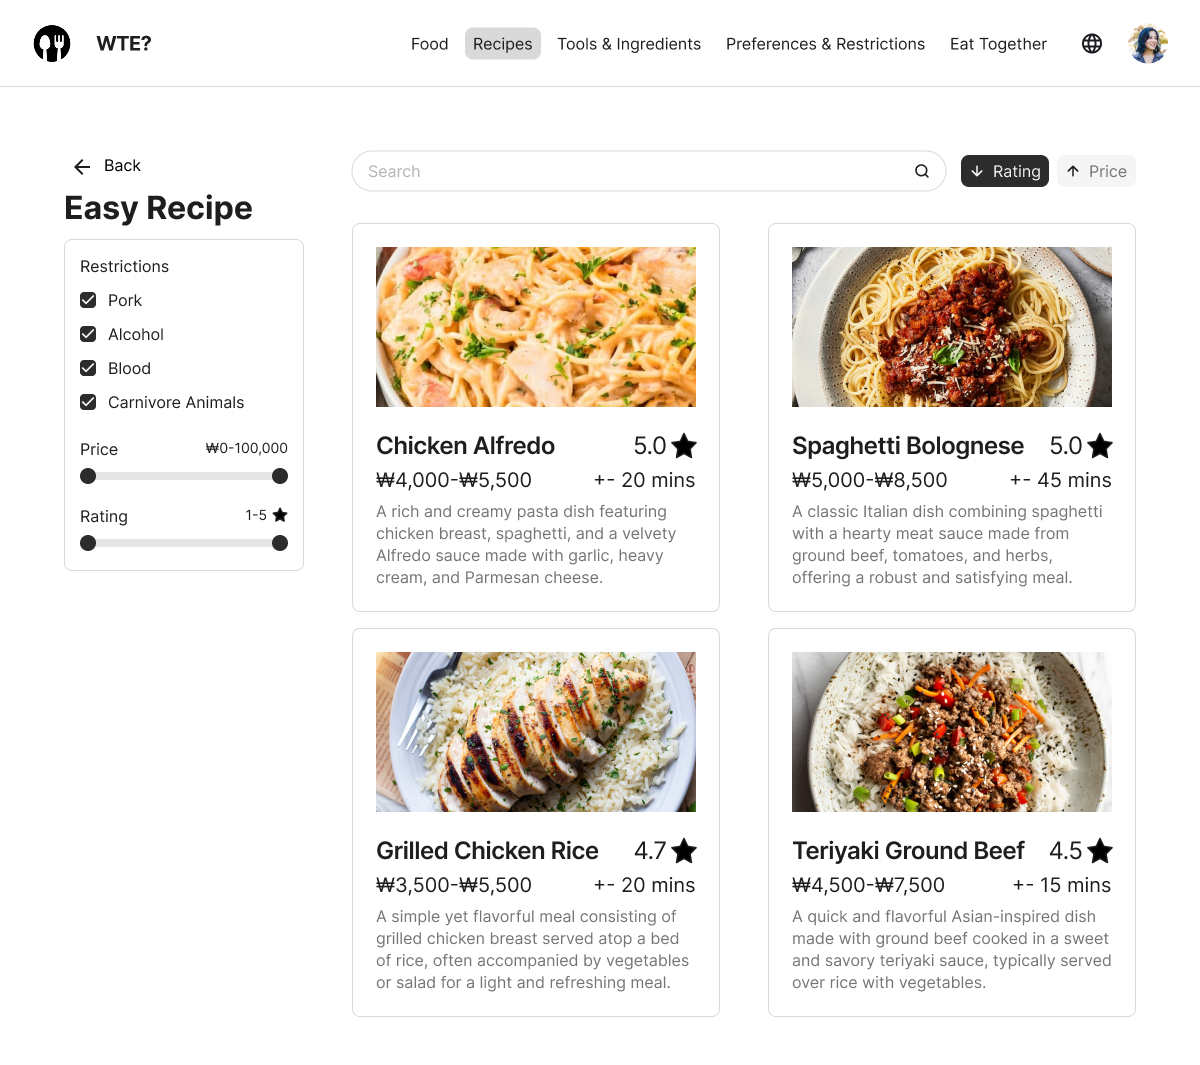 WTE?
Food Recipes Tools & Ingredients Preferences & Restrictions Eat Together
Back
Easy Recipe
Restrictions
Pork
Alcohol
Blood
Carnivore Animals
Price ₩0-100,000
Rating 1-5
Search
Rating Price
Chicken Alfredo 5.0
₩4,000-₩5,500 +- 20 mins
A rich and creamy pasta dish featuring
chicken breast, spaghetti, and a velvety
Alfredo sauce made with garlic, heavy
cream, and Parmesan cheese.
Spaghetti Bolognese 5.0
₩5,000-₩8,500 +- 45 mins
A classic Italian dish combining spaghetti
with a hearty meat sauce made from
ground beef, tomatoes, and herbs,
offering a robust and satisfying meal.
Grilled Chicken Rice 4.7
₩3,500-₩5,500 +- 20 mins
A simple yet flavorful meal consisting of
grilled chicken breast served atop a bed
of rice, often accompanied by vegetables
or salad for a light and refreshing meal.
Teriyaki Ground Beef 4.5
₩4,500-₩7,500 +- 15 mins
A quick and flavorful Asian-inspired dish
made with ground beef cooked in a sweet
and savory teriyaki sauce, typically served
over rice with vegetables.